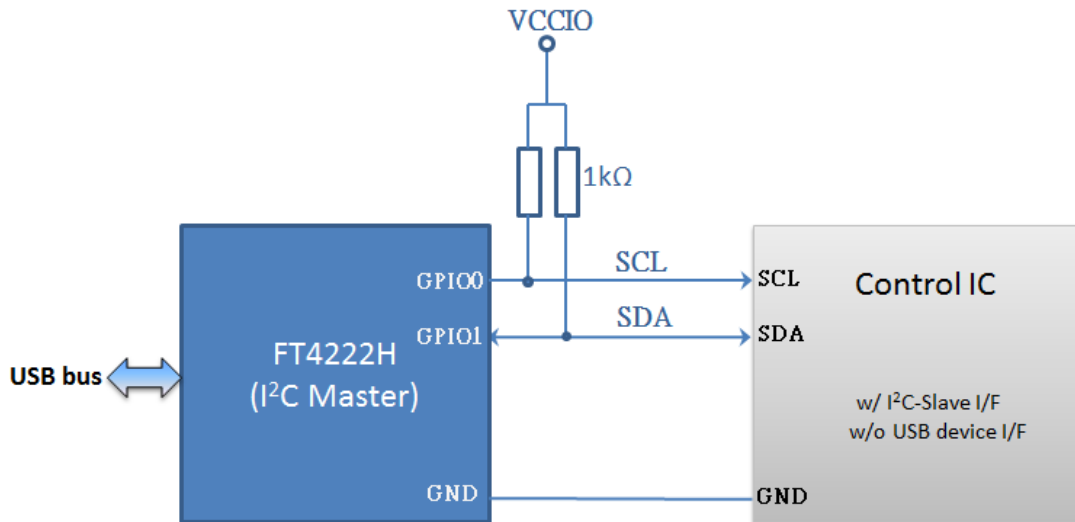 VCCIO
1kΩ
GPIO0
SCL
SCL
Control IC
GPIO1
SDA
SDA
FT4222H
(I²C Master)
USB bus
w/ I²C-Slave I/F
w/o USB device I/F
GND
GND